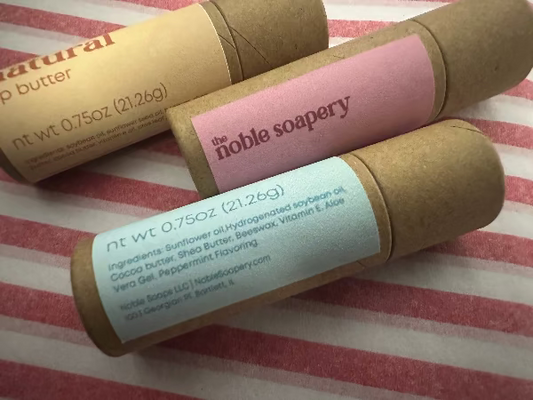 natural
p butter
nt wt 0.75oz (21.26g)
the
noble soapery
nt wt 0.75oz (21.26g)
Ingredients: Sunflower oil,Hydrogenated soybean oil,
Cocoa butter, Shea Butter, Beeswax, Vitamin E, Aloe
Vera Gel, Peppermint Flavoring
Noble Soaps LLC | NobleSoapery.com
Bartlett, IL